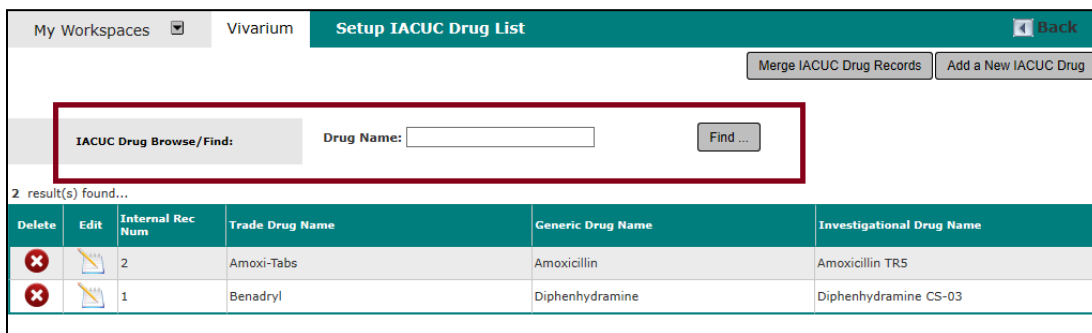 My Workspaces Vivarium Setup IACUC Drug List Back
Merge IACUC Drug Records Add a New IACUC Drug
IACUC Drug Browse/Find: Drug Name: Find ...
2 result(s) found...
Delete Edit Internal Rec Num Trade Drug Name Generic Drug Name Investigational Drug Name
2 Amoxi-Tabs Amoxicillin Amoxicillin TR5
1 Benadryl Diphenhydramine Diphenhydramine CS-03